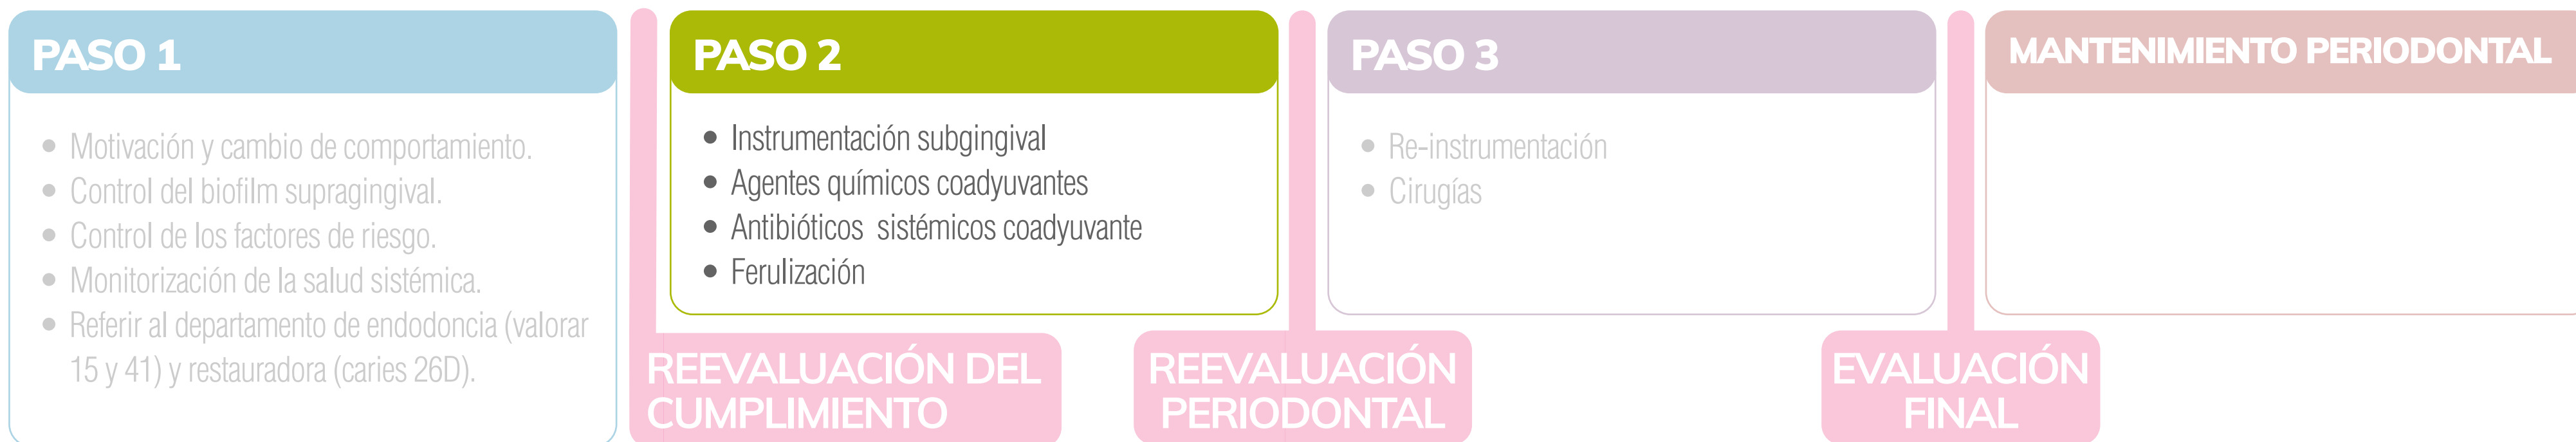 PASO 1
• Motivación y cambio de comportamiento.
• Control del biofilm supragingival.
• Control de los factores de riesgo.
• Monitorización de la salud sistémica.
• Referir al departamento de endodoncia (valorar
15 y 41) y restauradora (caries 26D).
REEVALUACIÓN DEL
CUMPLIMIENTO
PASO 2
• Instrumentación subgingival
• Agentes químicos coadyuvantes
• Antibióticos  sistémicos coadyuvante
• Ferulización
REEVALUACIÓN
PERIODONTAL
PASO 3
• Re-instrumentación
• Cirugías
EVALUACIÓN
FINAL
MANTENIMIENTO PERIODONTAL